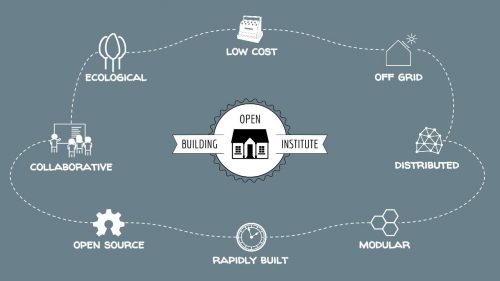 LOW COST
ECOLOGICAL
OFF GRID
OPEN
BUILDING INSTITUTE
COLLABORATIVE
DISTRIBUTED
OPEN SOURCE
MODULAR
RAPIDLY BUILT